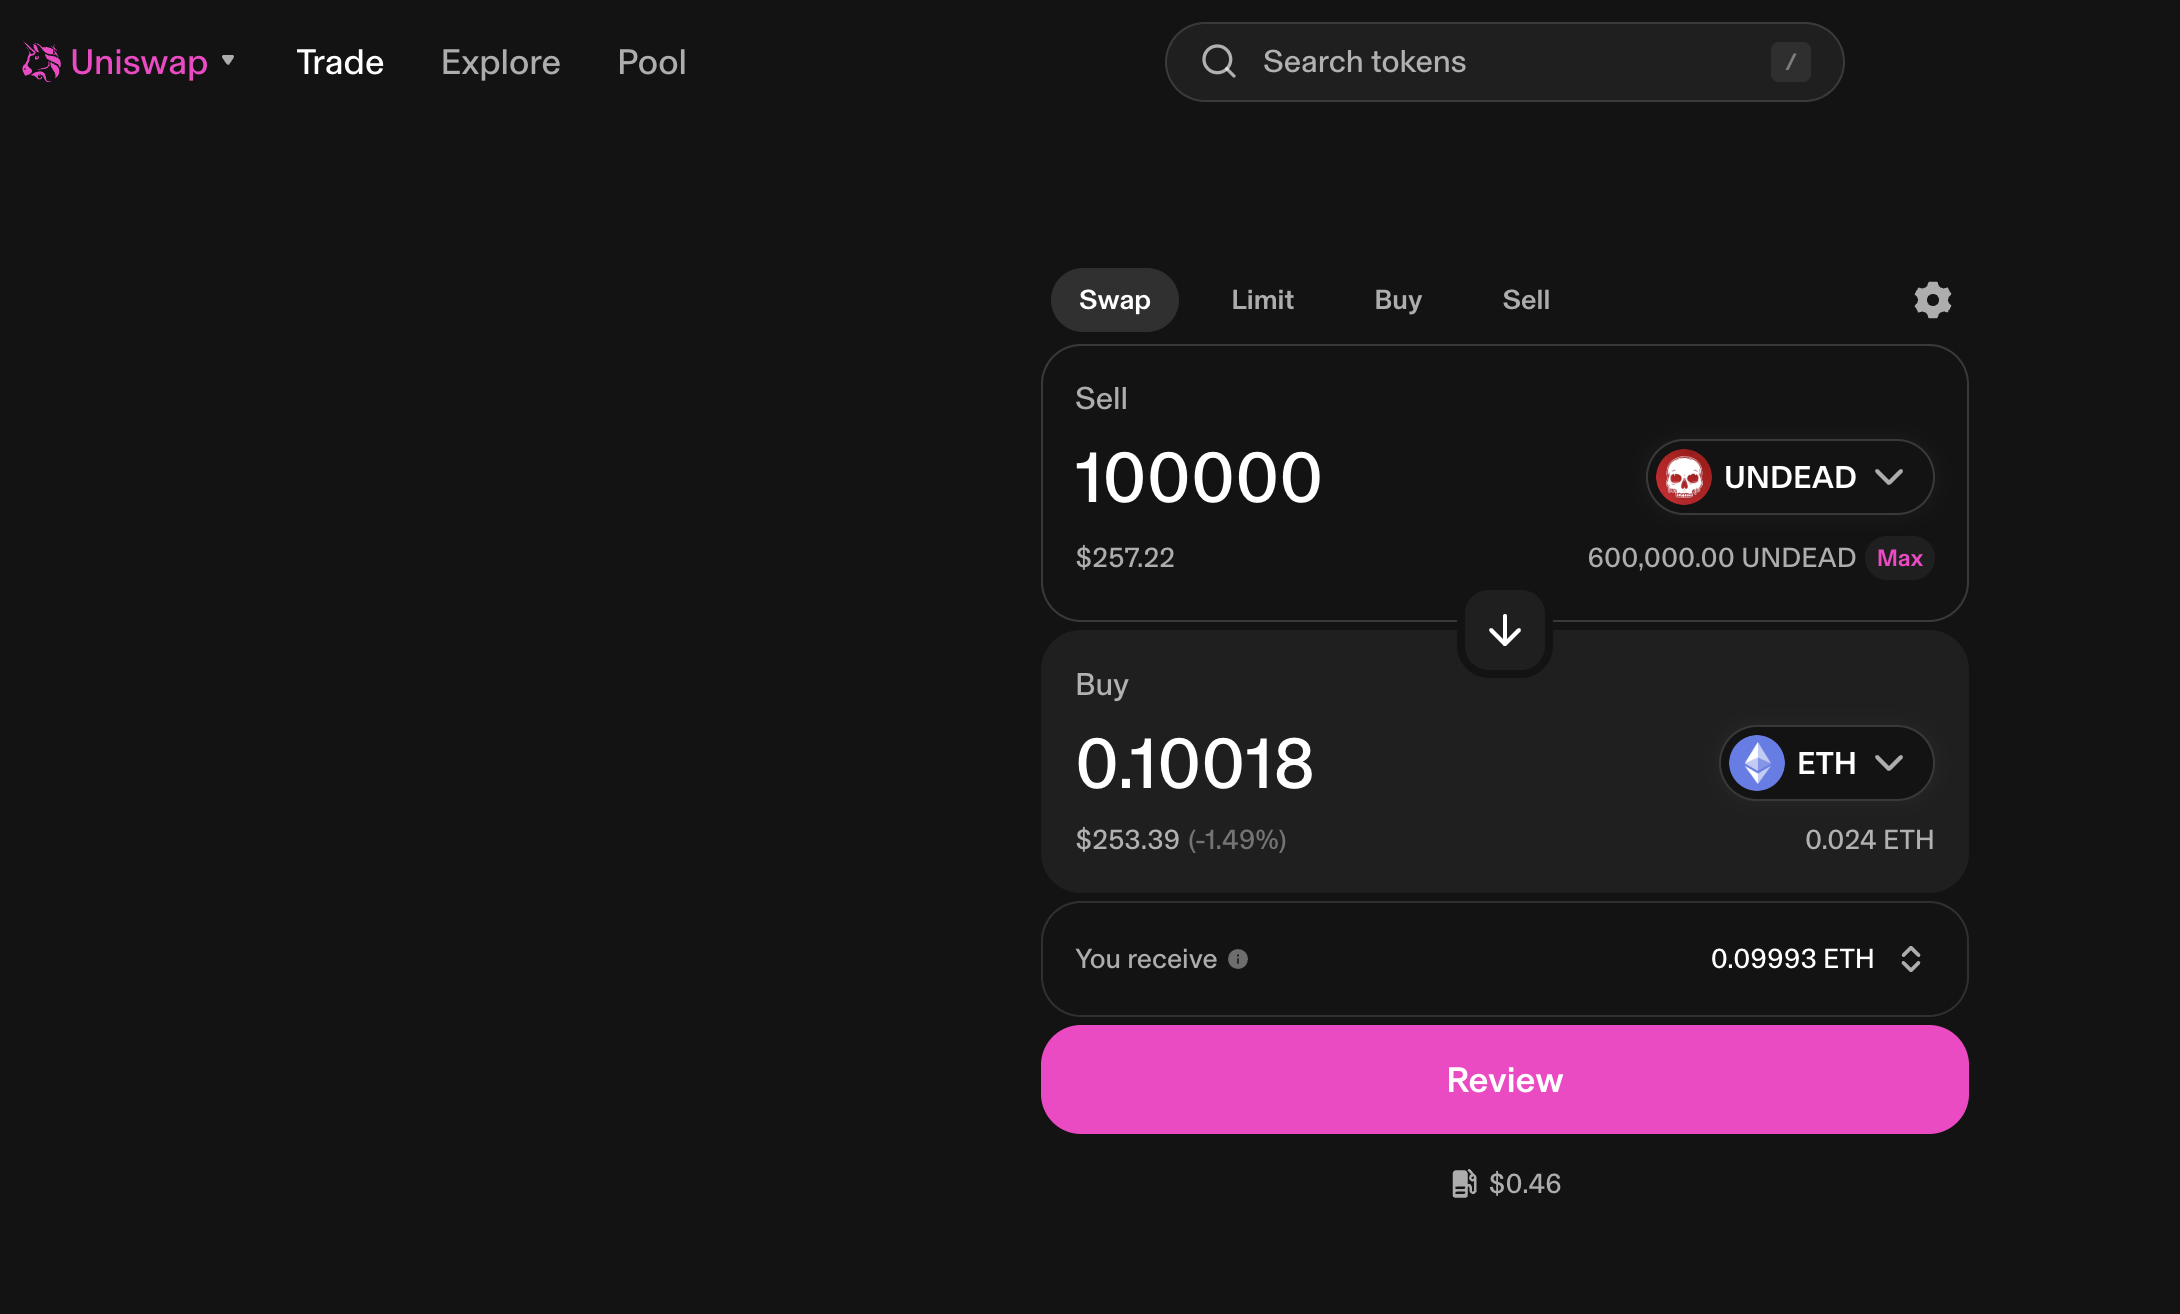 Uniswap Trade Explore Pool Search tokens /
Swap Limit Buy Sell
Sell
100000 UNDEAD
$257.22 600,000.00 UNDEAD Max
Buy
0.10018 ETH
$253.39 (-1.49%) 0.024 ETH
You receive 0.09993 ETH
Review
$0.46